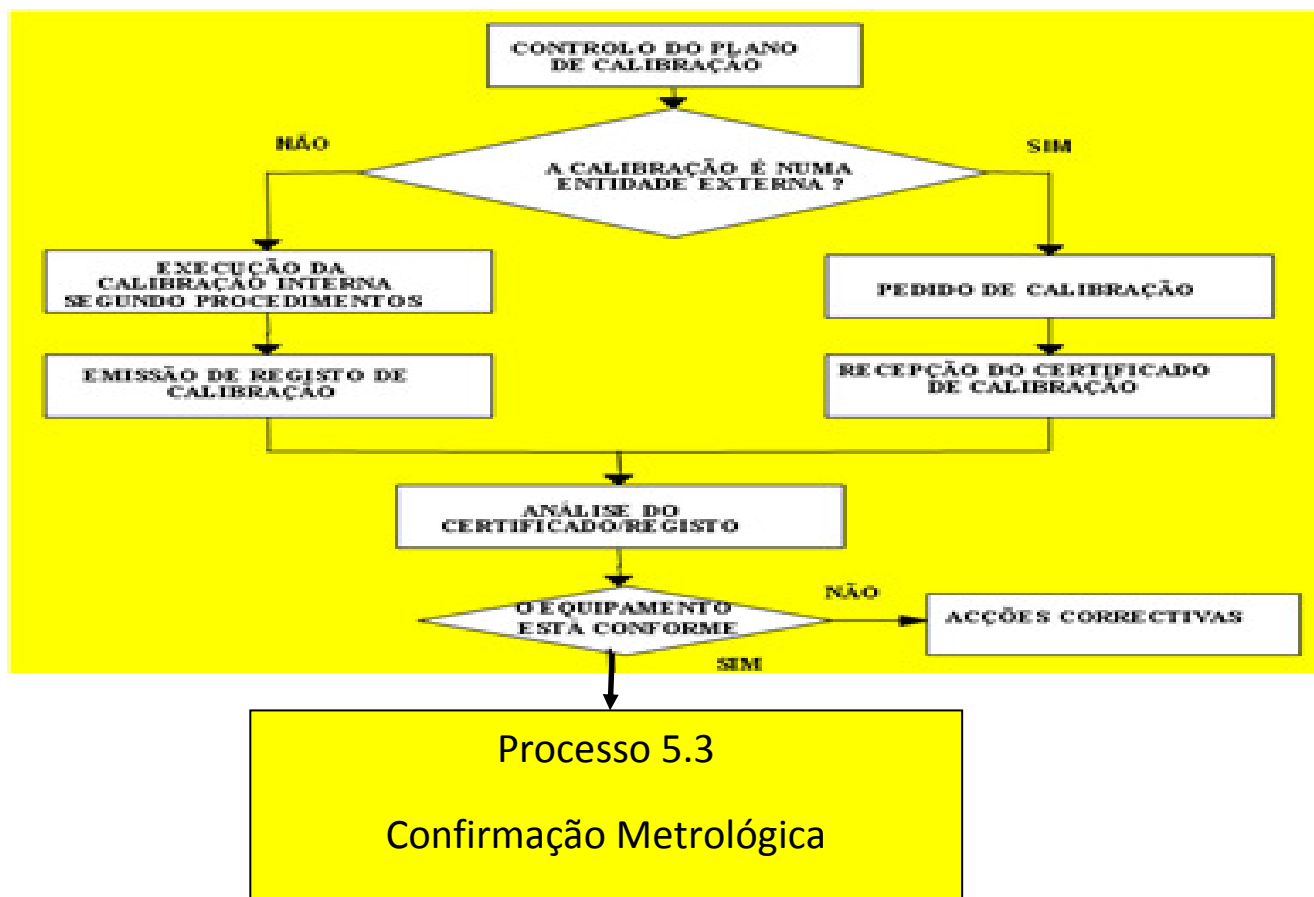 CONTROLO DO PLANO
DE CALIBRAÇÃO
NÃO
SIM
A CALIBRAÇÃO É NUMA
ENTIDADE EXTERNA ?
EXECUÇÃO DA
CALIBRAÇÃO INTERNA
SEGUNDO PROCEDIMENTOS
PEDIDO DE CALIBRAÇÃO
EMISSÃO DE REGISTO DE
CALIBRAÇÃO
RECEPÇÃO DO CERTIFICADO
DE CALIBRAÇÃO
ANÁLISE DO
CERTIFICADO/REGISTO
O EQUIPAMENTO
ESTÁ CONFORME
NÃO
ACÇÕES CORRECTIVAS
SIM
Processo 5.3
Confirmação Metrológica